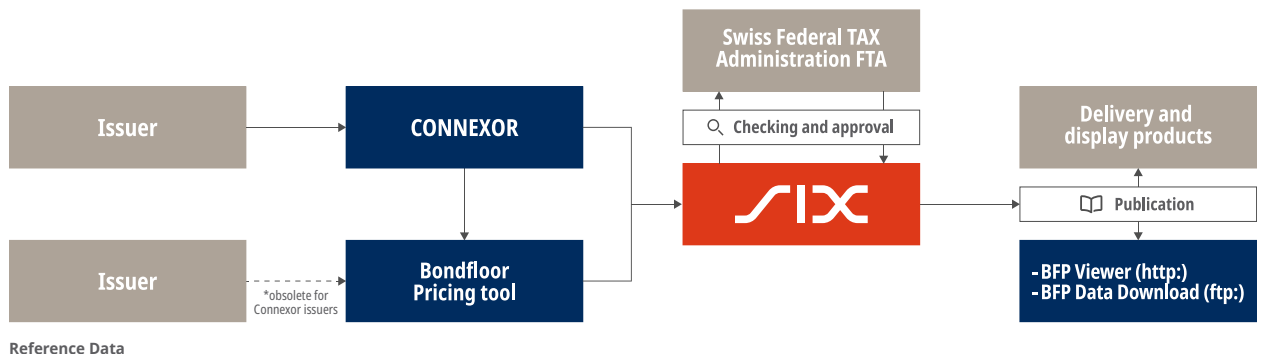 Swiss Federal TAX
Administration FTA
Issuer
CONNEXOR
Checking and approval
Delivery and
display products
SIX
Publication
Issuer
*obsolete for
Connexor issuers
Bondfloor
Pricing tool
- BFP Viewer (http:)
- BFP Data Download (ftp:)
Reference Data